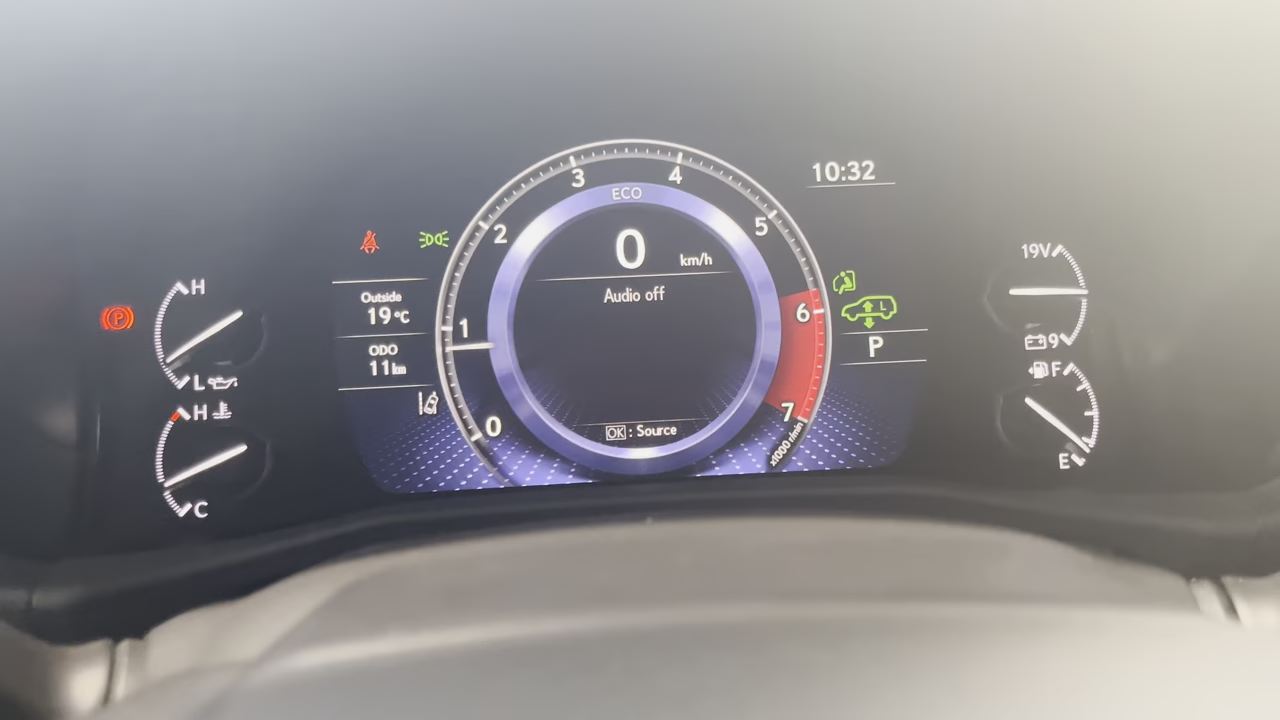 10:32
ECO
3
4
2
5
1
6
0
7
x1000 r/min
0
km/h
Audio off
OK : Source
Outside
19°C
ODO
11km
P
H
L
H
C
P
L
19V
9
F
E